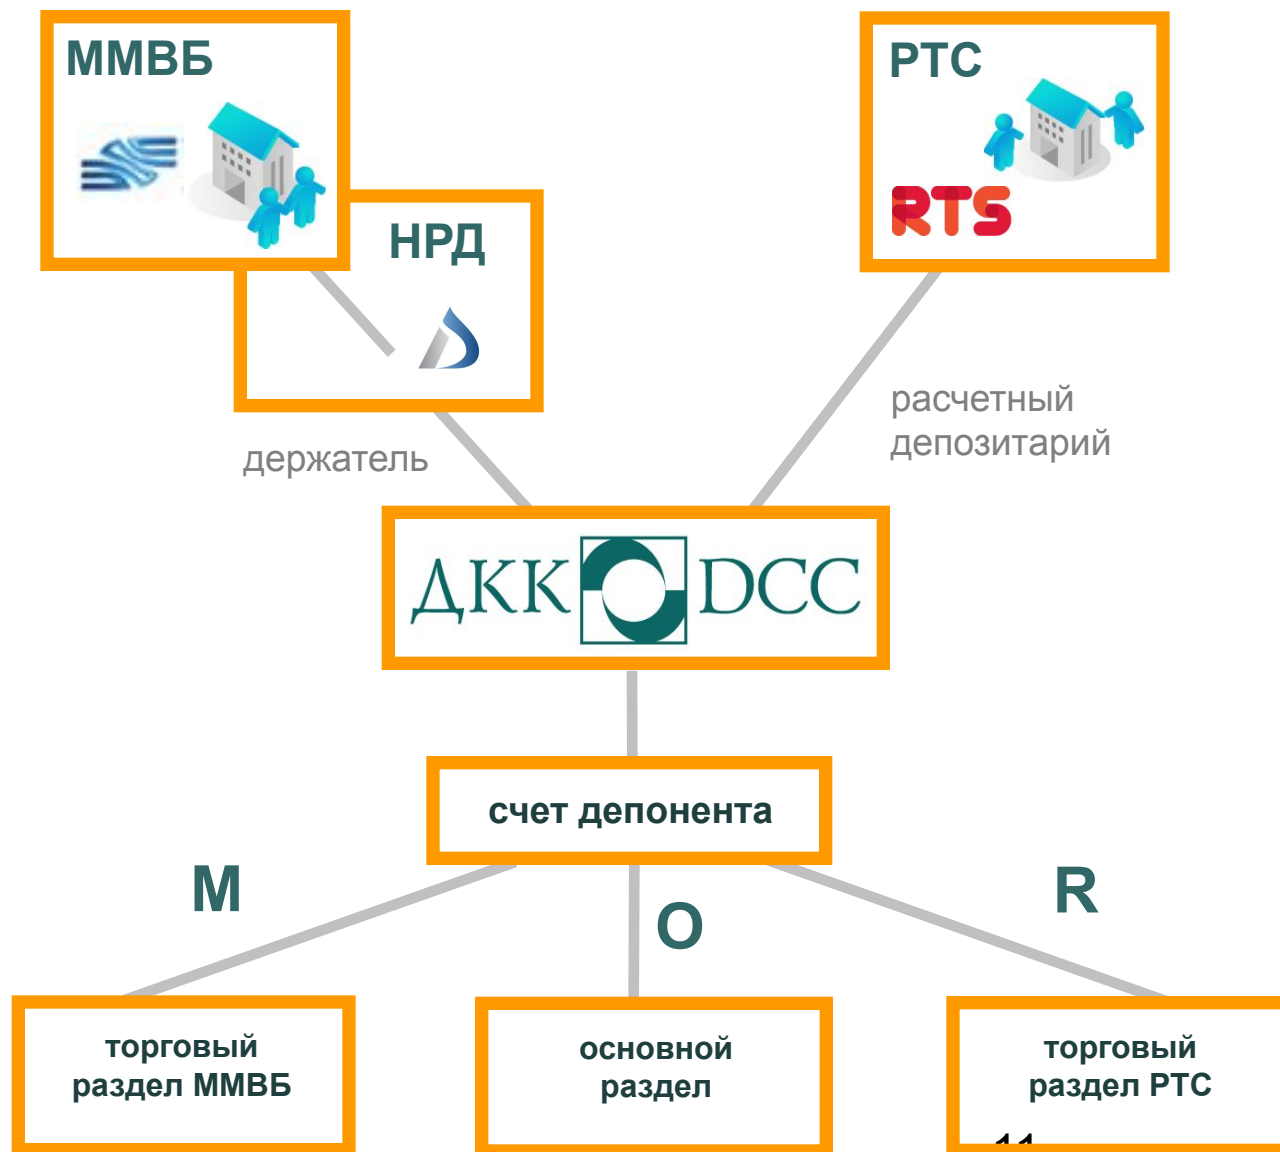 ММВБ
РТС
RTS
НРД
расчетный
депозитарий
держатель
ДКК DCC
счет депонента
M
O
R
торговый
раздел ММВБ
основной
раздел
торговый
раздел РТС
11